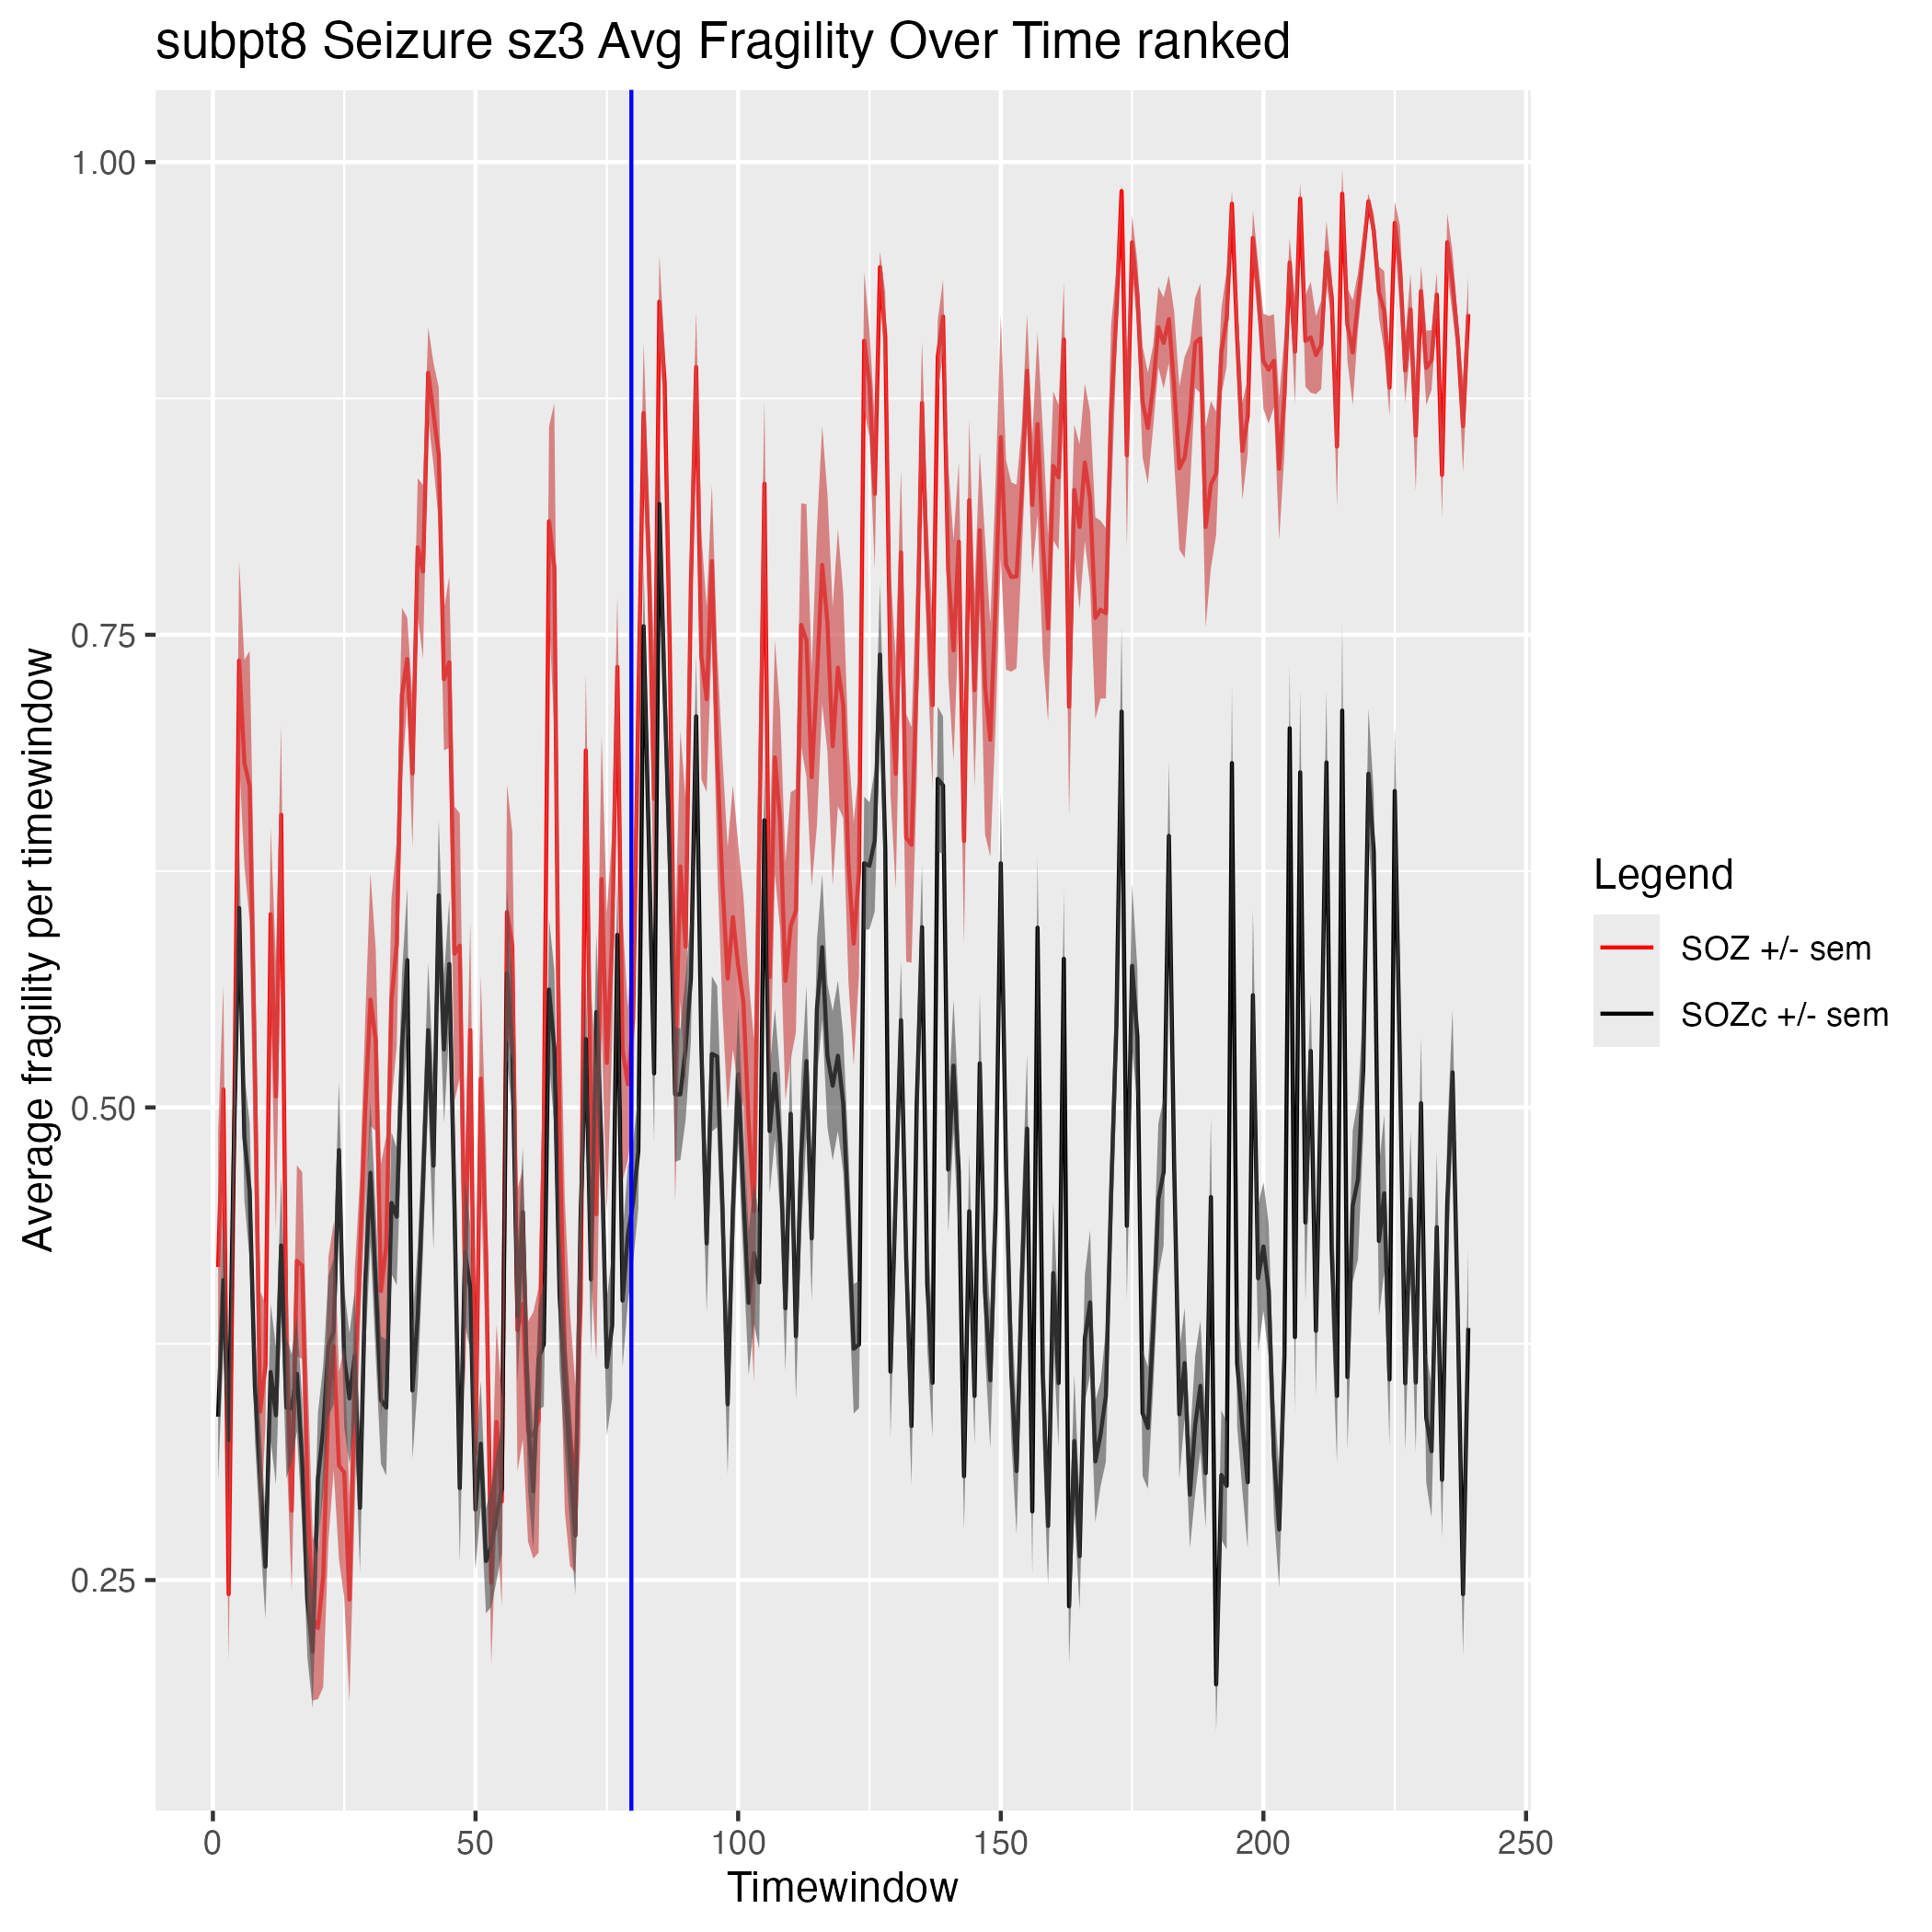 subpt8 Seizure sz3 Avg Fragility Over Time ranked
1.00
0.75
0.50
0.25
Average fragility per timewindow
0 50 100 150 200 250
Timewindow
Legend
SOZ +/- sem
SOZc +/- sem